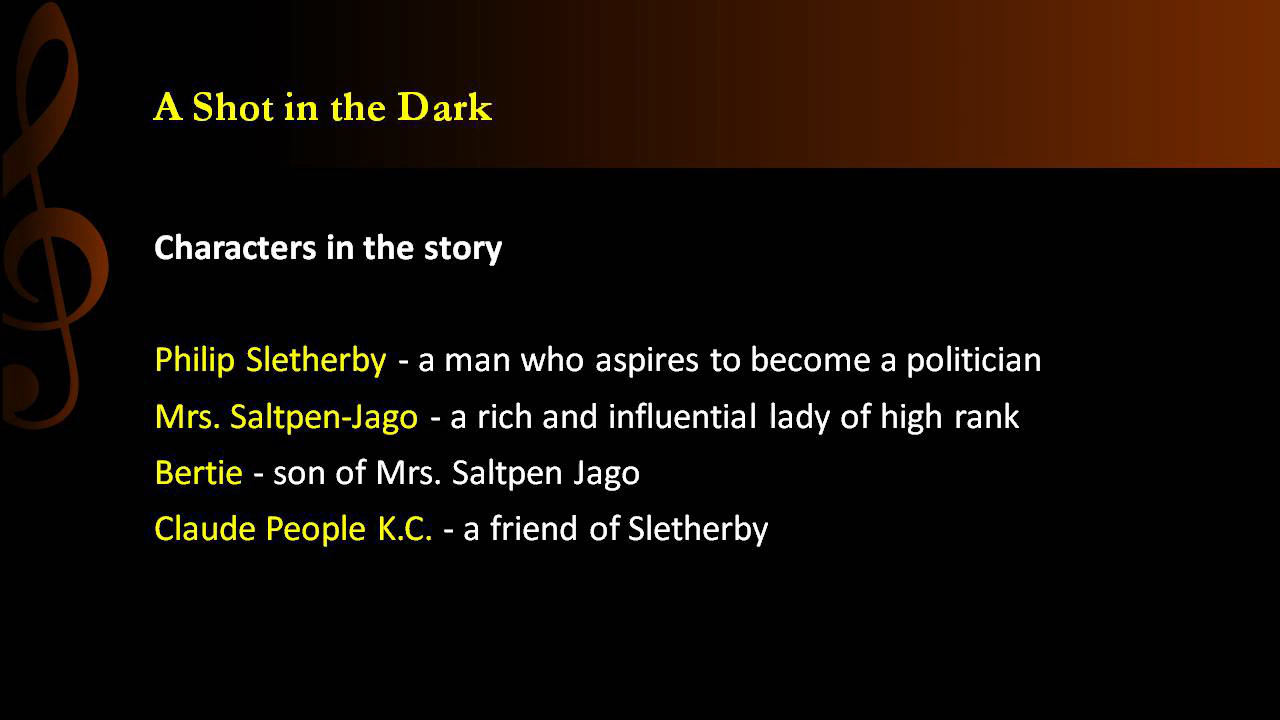 A Shot in the Dark
Characters in the story
Philip Sletherby - a man who aspires to become a politician
Mrs. Saltpen-Jago - a rich and influential lady of high rank
Bertie - son of Mrs. Saltpen Jago
Claude People K.C. - a friend of Sletherby